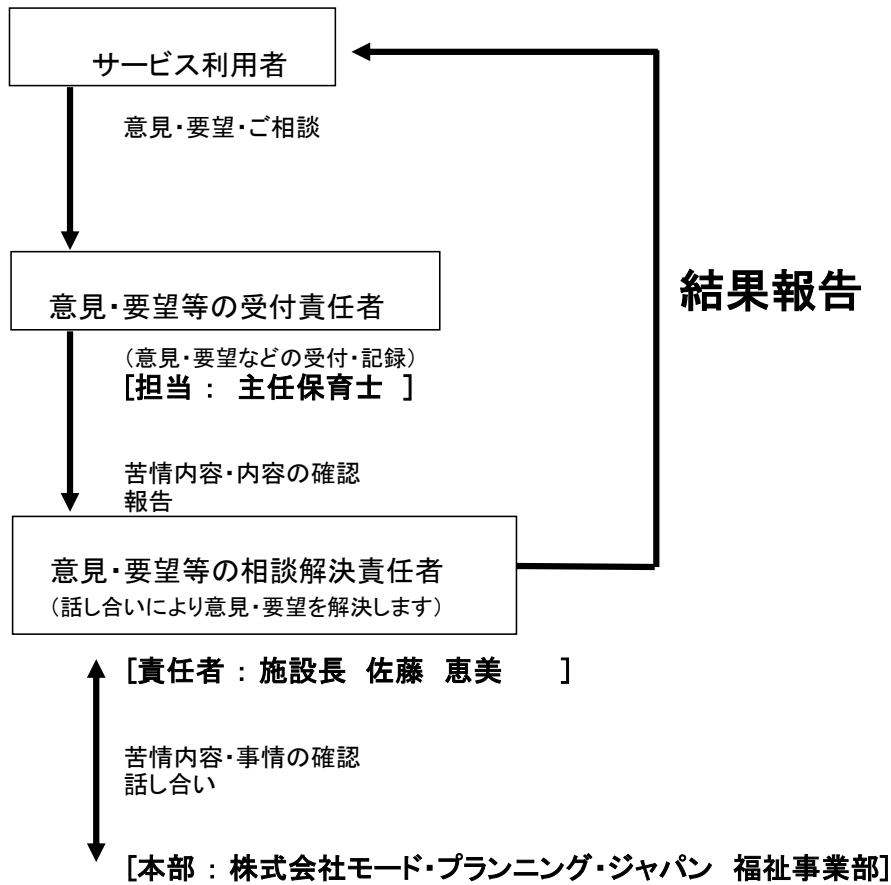 サービス利用者
意見・要望・ご相談
意見・要望等の受付責任者
(意見・要望などの受付・記録)
[担当 : 主任保育士 ]
苦情内容・内容の確認
報告
意見・要望等の相談解決責任者
(話し合いにより意見・要望を解決します)
[責任者 : 施設長 佐藤 恵美 ]
苦情内容・事情の確認
話し合い
[本部 : 株式会社モード・プランニング・ジャパン 福祉事業部]
結果報告